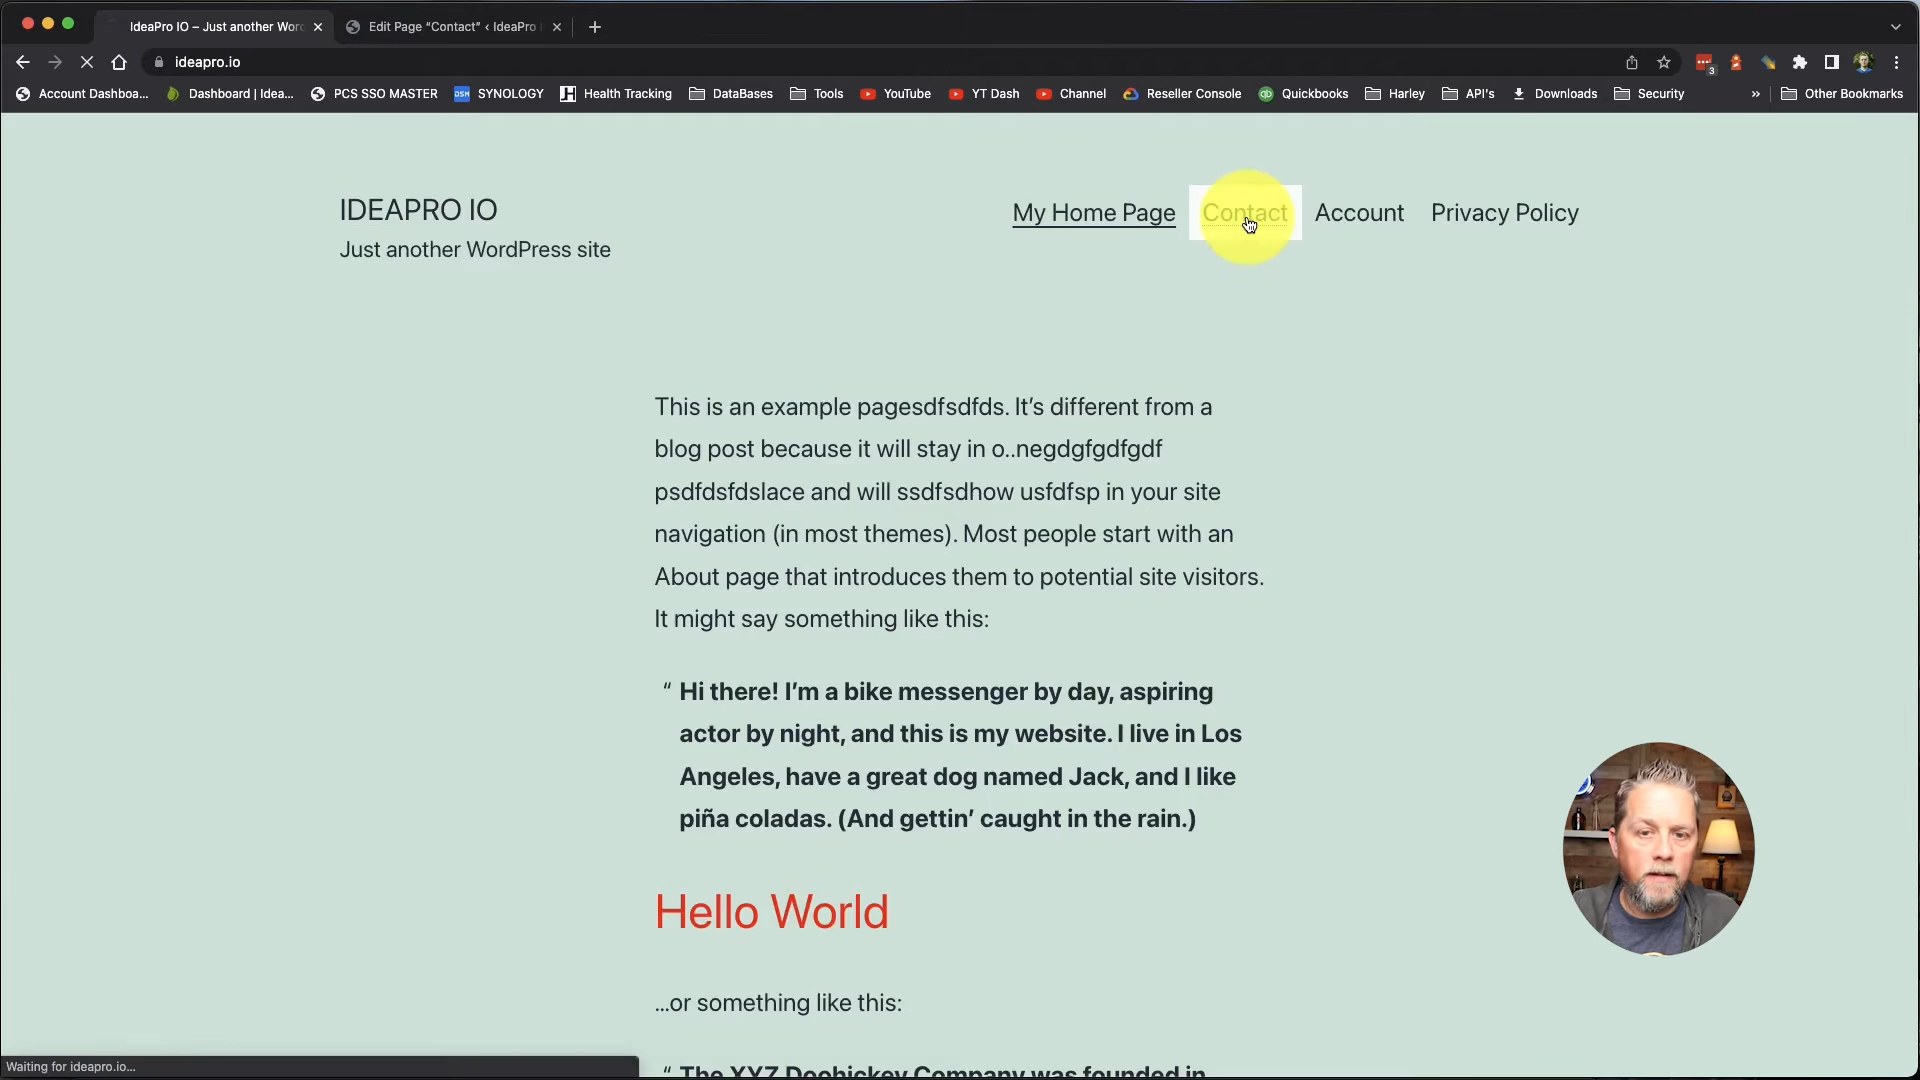 IdeaPro IO – Just another Wor
Edit Page “Contact” ‹ IdeaPro
ideapro.io
3
Account Dashboa...
Dashboard | Idea...
PCS SSO MASTER
DSM
SYNOLOGY
Health Tracking
DataBases
Tools
YouTube
YT Dash
Channel
Reseller Console
qb
Quickbooks
Harley
API's
Downloads
Security
»
Other Bookmarks
IDEAPRO IO
Just another WordPress site
My Home Page
Contact
Account
Privacy Policy
This is an example pagesdfsdfds. It’s different from a
blog post because it will stay in o..negdgfgdfgdf
psdfdsfdslace and will ssdfsdhow usfdfsp in your site
navigation (in most themes). Most people start with an
About page that introduces them to potential site visitors.
It might say something like this:
“ Hi there! I’m a bike messenger by day, aspiring
actor by night, and this is my website. I live in Los
Angeles, have a great dog named Jack, and I like
piña coladas. (And gettin’ caught in the rain.)
Hello World
…or something like this:
“ The XYZ Doohickey Company was founded in
Waiting for ideapro.io...